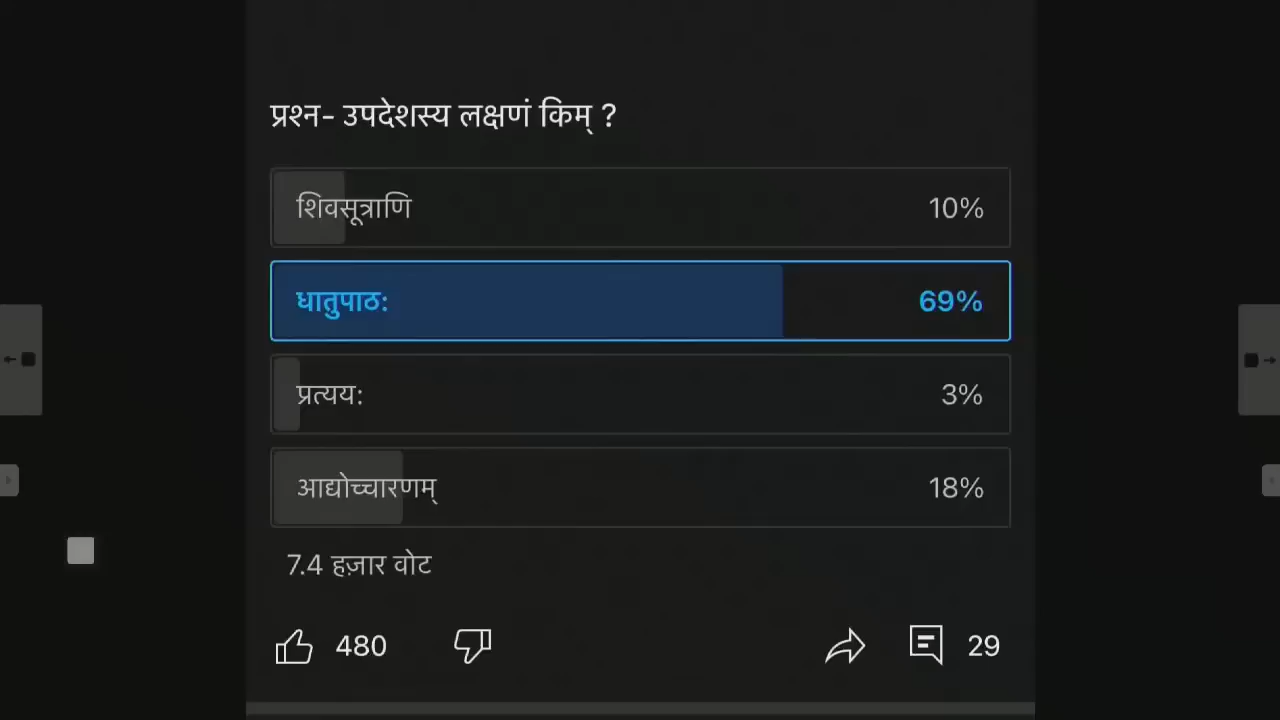 प्रश्न- उपदेशस्य लक्षणं किम् ?
शिवसूत्राणि 10%
धातुपाठ: 69%
प्रत्यय: 3%
आद्योच्चारणम् 18%
7.4 हज़ार वोट
480 29